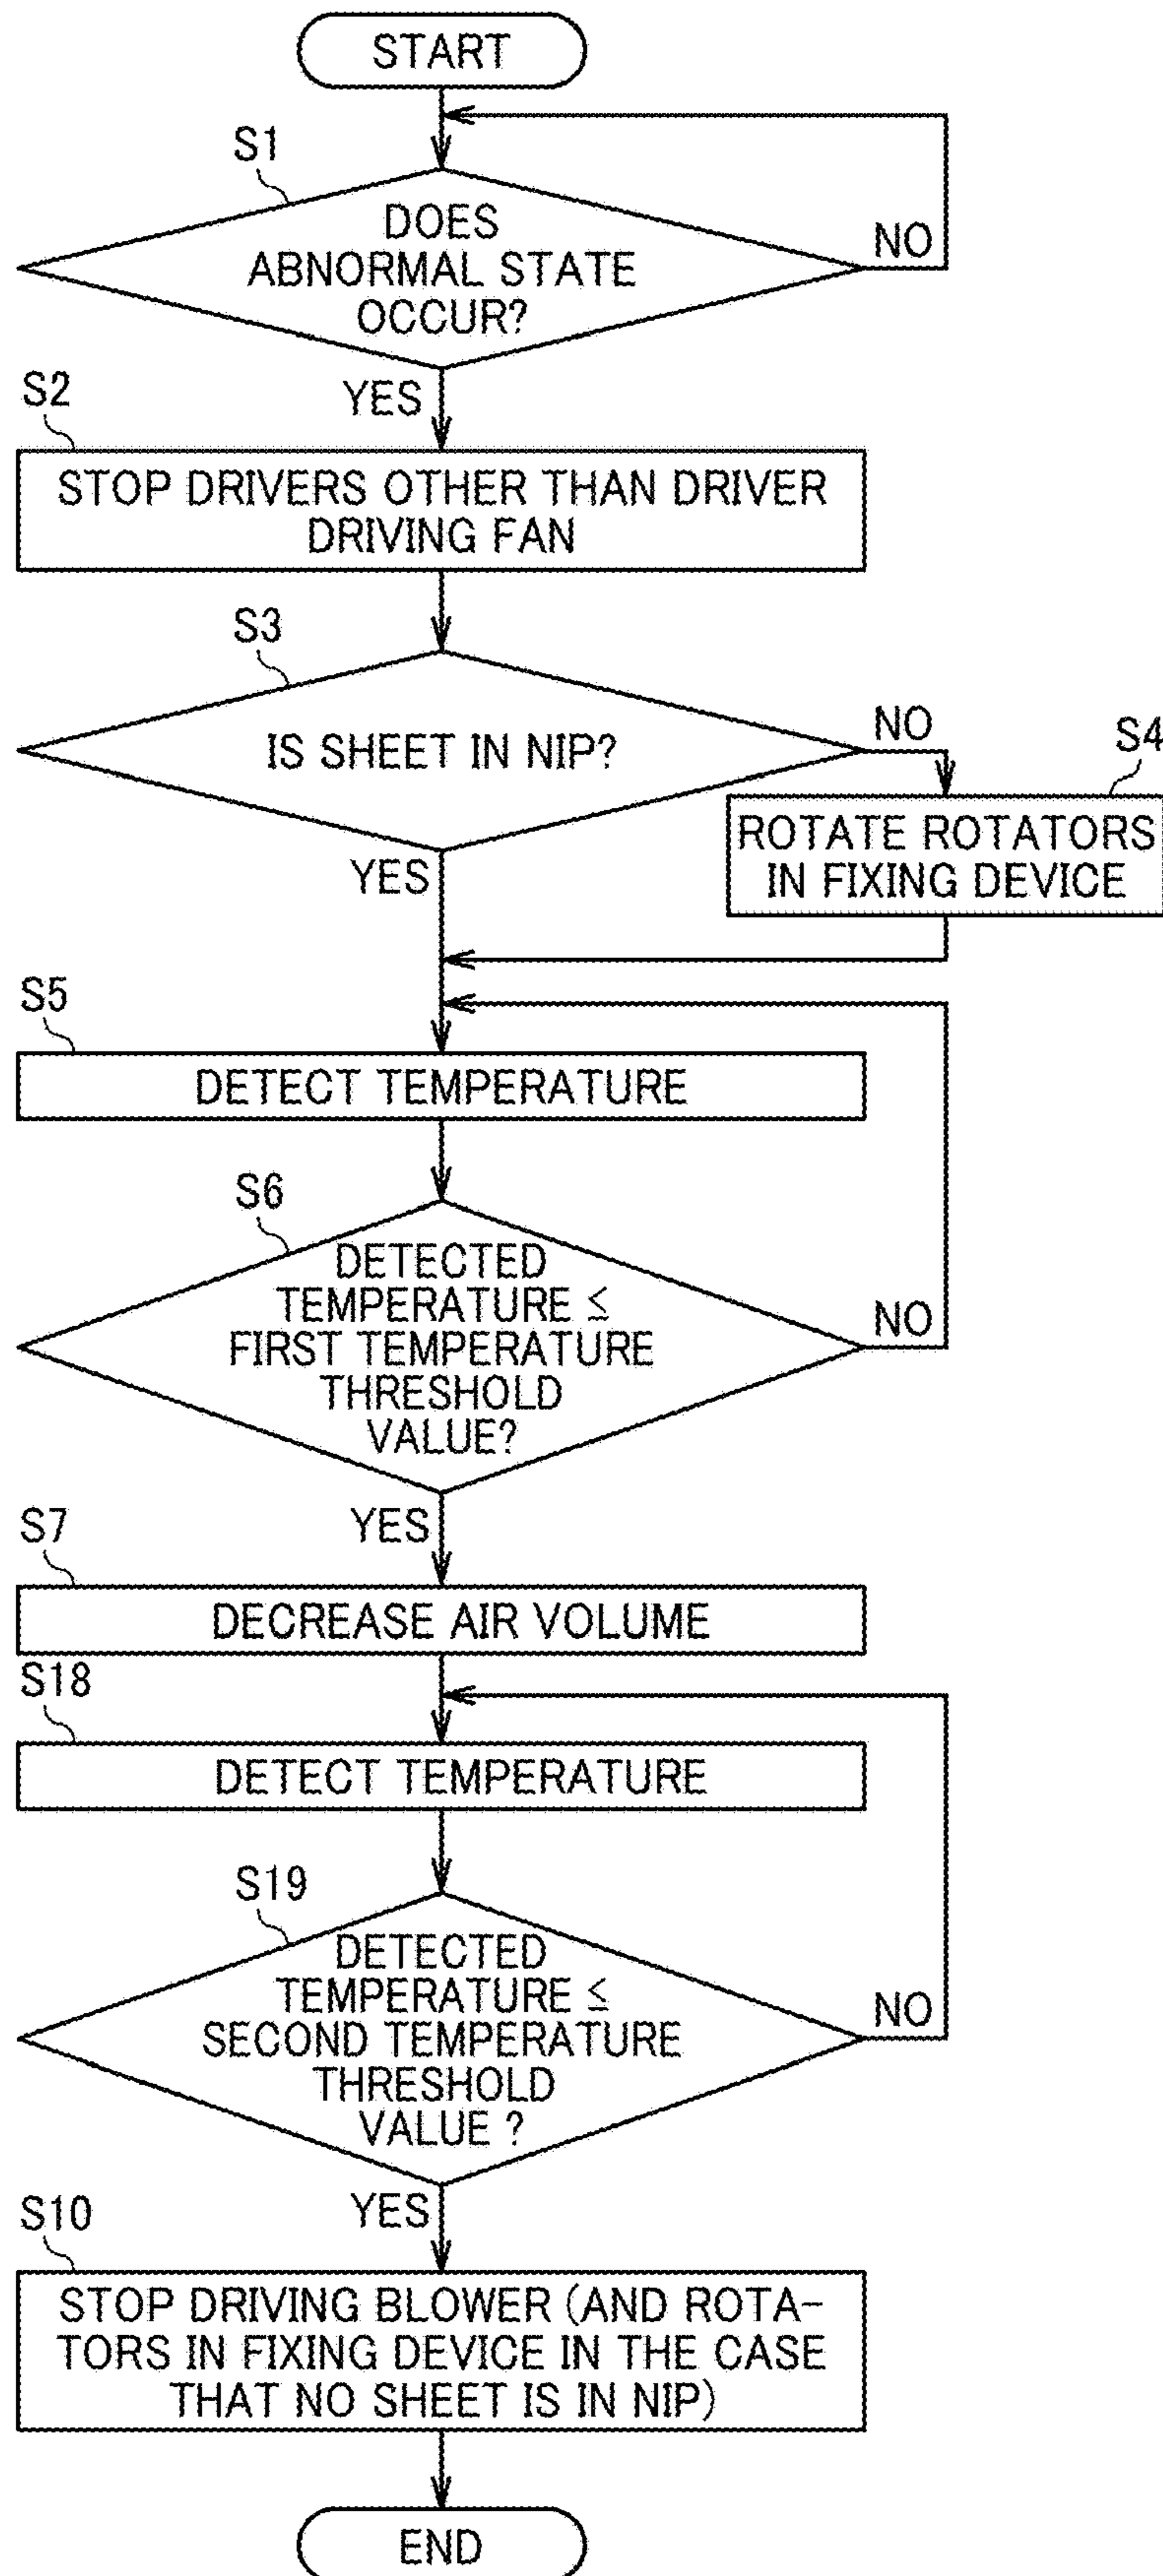 START
S1
DOES
ABNORMAL STATE
OCCUR?
NO
YES
S2
STOP DRIVERS OTHER THAN DRIVER
DRIVING FAN
S3
IS SHEET IN NIP?
NO
S4
ROTATE ROTATORS
IN FIXING DEVICE
YES
S5
DETECT TEMPERATURE
S6
DETECTED
TEMPERATURE ≤
FIRST TEMPERATURE
THRESHOLD
VALUE?
NO
YES
S7
DECREASE AIR VOLUME
S18
DETECT TEMPERATURE
S19
DETECTED
TEMPERATURE ≤
SECOND TEMPERATURE
THRESHOLD
VALUE ?
NO
YES
S10
STOP DRIVING BLOWER (AND ROTA-
TORS IN FIXING DEVICE IN THE CASE
THAT NO SHEET IS IN NIP)
END